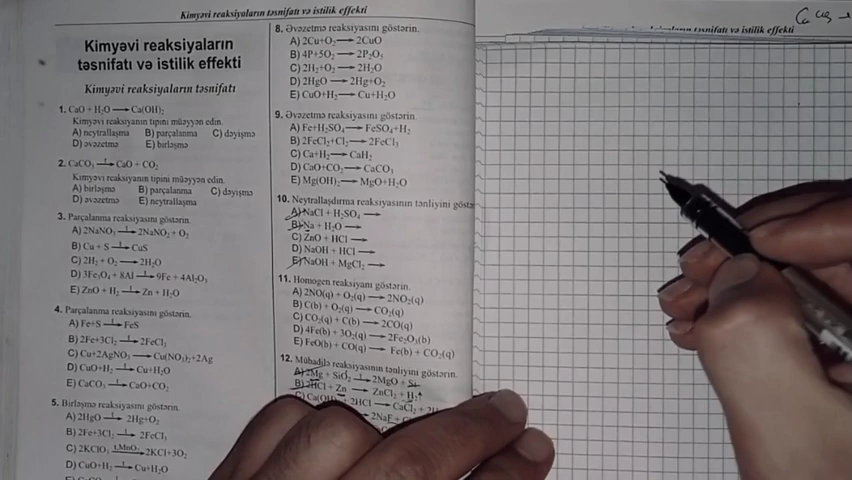 Kimyəvi reaksiyaların təsnifatı və istilik effekti
Kimyəvi reaksiyaların
təsnifatı və istilik effekti
Kimyəvi reaksiyaların təsnifatı
1. CaO + H₂O ⟶ Ca(OH)₂
Kimyəvi reaksiyanın tipini müəyyən edin.
A) neytrallaşma B) parçalanma C) dəyişmə
D) əvəzetmə E) birləşmə
2. CaCO₃ ⟶ᵗ CaO + CO₂
Kimyəvi reaksiyanın tipini müəyyən edin.
A) birləşmə B) parçalanma C) dəyişmə
D) əvəzetmə E) neytrallaşma
3. Parçalanma reaksiyasını göstərin.
A) 2NaNO₃ ⟶ᵗ 2NaNO₂ + O₂
B) Cu + S ⟶ᵗ CuS
C) 2H₂ + O₂ ⟶ 2H₂O
D) 3Fe₃O₄ + 8Al ⟶ᵗ 9Fe + 4Al₂O₃
E) ZnO + H₂ ⟶ᵗ Zn + H₂O
4. Parçalanma reaksiyasını göstərin.
A) Fe+S ⟶ᵗ FeS
B) 2Fe+3Cl₂ ⟶ᵗ 2FeCl₃
C) Cu+2AgNO₃ ⟶ Cu(NO₃)₂+2Ag
D) CuO+H₂ ⟶ᵗ Cu+H₂O
E) CaCO₃ ⟶ᵗ CaO+CO₂
5. Birləşmə reaksiyasını göstərin.
A) 2HgO ⟶ᵗ 2Hg+O₂
B) 2Fe+3Cl₂ ⟶ᵗ 2FeCl₃
C) 2KClO₃ ⟶ 2KCl+3O₂
D) CuO+H₂ ⟶ᵗ Cu+H₂O
8. Əvəzetmə reaksiyasını göstərin.
A) 2Cu+O₂ ⟶ 2CuO
B) 4P+5O₂ ⟶ 2P₂O₅
C) 2H₂+O₂ ⟶ 2H₂O
D) 2HgO ⟶ 2Hg+O₂
E) CuO+H₂ ⟶ Cu+H₂O
9. Əvəzetmə reaksiyasını göstərin.
A) Fe+H₂SO₄ ⟶ FeSO₄+H₂
B) 2FeCl₂+Cl₂ ⟶ 2FeCl₃
C) Ca+H₂ ⟶ CaH₂
D) CaO+CO₂ ⟶ CaCO₃
E) Mg(OH)₂ ⟶ MgO+H₂O
10. Neytrallaşdırma reaksiyasının tənliyini göstə
A) NaCl + H₂SO₄ ⟶
B) Na + H₂O ⟶
C) ZnO + HCl ⟶
D) NaOH + HCl ⟶
E) NaOH + MgCl₂ ⟶
11. Homogen reaksiyanı göstərin.
A) 2NO(q) + O₂(q) ⟶ 2NO₂(q)
B) C(b) + O₂(q) ⟶ CO₂(q)
C) CO₂(q) + C(b) ⟶ 2CO(q)
D) 4Fe(b) + 3O₂(q) ⟶ 2Fe₂O₃(b)
E) FeO(b) + CO(q) ⟶ Fe(b) + CO₂(q)
12. Mübadilə reaksiyasının tənliyini göstərin.
A) 2Mg + SiO₂ ⟶ᵗ 2MgO + Si
B) 2HCl + Zn ⟶ ZnCl₂ + H₂↑
C) Ca(OH) + 2HCl ⟶ CaCl₂ +
təsnifatı və istilik effekti